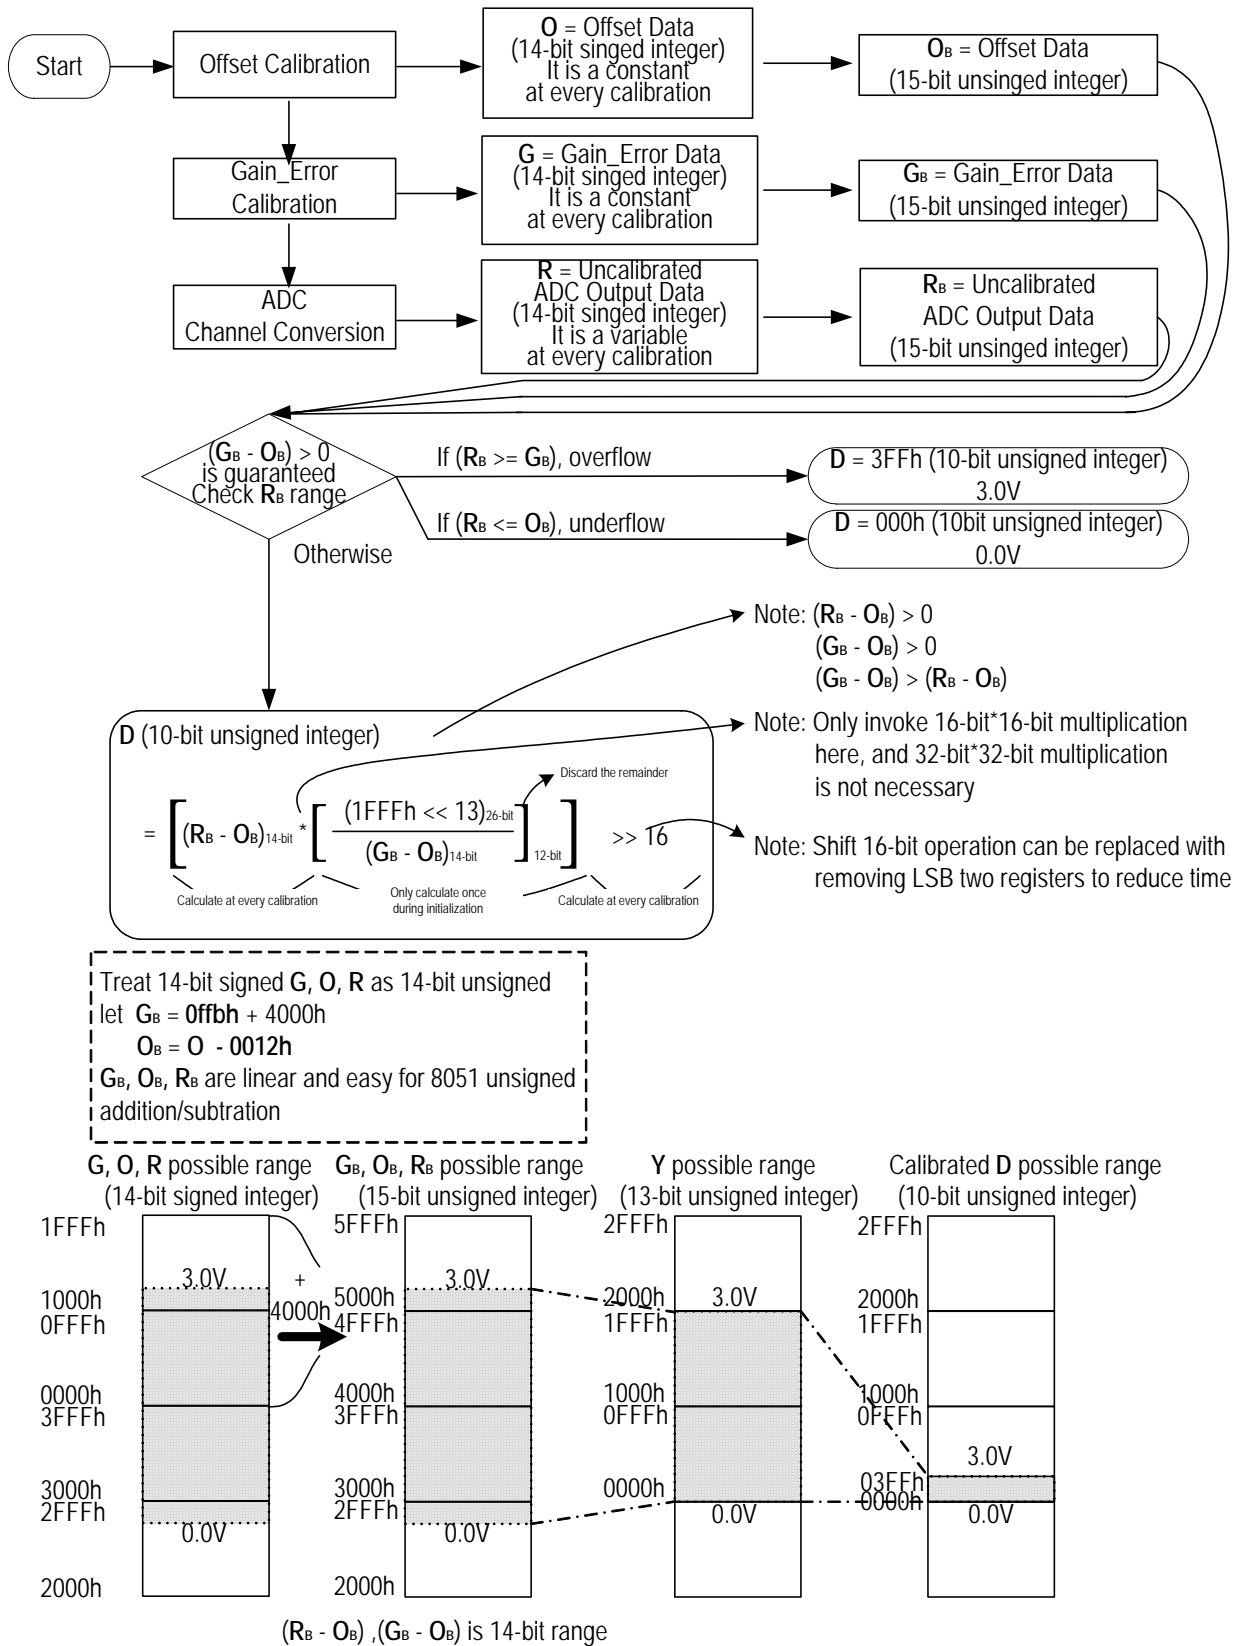 Start
Offset Calibration
O = Offset Data
(14-bit singed integer)
It is a constant
at every calibration
OB = Offset Data
(15-bit unsinged integer)
Gain_Error
Calibration
G = Gain_Error Data
(14-bit singed integer)
It is a constant
at every calibration
GB = Gain_Error Data
(15-bit unsinged integer)
ADC
Channel Conversion
R = Uncalibrated
ADC Output Data
(14-bit singed integer)
It is a variable
at every calibration
RB = Uncalibrated
ADC Output Data
(15-bit unsinged integer)
(GB - OB) > 0
is guaranteed
Check RB range
If (RB >= GB), overflow
D = 3FFh (10-bit unsigned integer)
3.0V
If (RB <= OB), underflow
D = 000h (10bit unsigned integer)
0.0V
Otherwise
Note: (RB - OB) > 0
(GB - OB) > 0
(GB - OB) > (RB - OB)
Note: Only invoke 16-bit*16-bit multiplication
here, and 32-bit*32-bit multiplication
is not necessary
Note: Shift 16-bit operation can be replaced with
removing LSB two registers to reduce time
D (10-bit unsigned integer)
Discard the remainder
= [(RB - OB)14-bit * [(1FFFh << 13)26-bit
(GB - OB)14-bit ]12-bit ] >> 16
Calculate at every calibration
Only calculate once
during initialization
Calculate at every calibration
Treat 14-bit signed G, O, R as 14-bit unsigned
let GB = 0ffbh + 4000h
OB = O - 0012h
GB, OB, RB are linear and easy for 8051 unsigned
addition/subtration
G, O, R possible range
(14-bit signed integer)
1FFFh
3.0V
1000h
0FFFh
0000h
3FFFh
3000h
2FFFh
0.0V
2000h
+
4000h
GB, OB, RB possible range
(15-bit unsigned integer)
5FFFh
3.0V
5000h
4FFFh
4000h
3FFFh
3000h
2FFFh
0.0V
2000h
Y possible range
(13-bit unsigned integer)
2FFFh
2000h
3.0V
1FFFh
1000h
0FFFh
0000h
0.0V
Calibrated D possible range
(10-bit unsigned integer)
2FFFh
2000h
1FFFh
1000h
0FFFh
3.0V
03FFh
0000h
0.0V
(RB - OB) ,(GB - OB) is 14-bit range